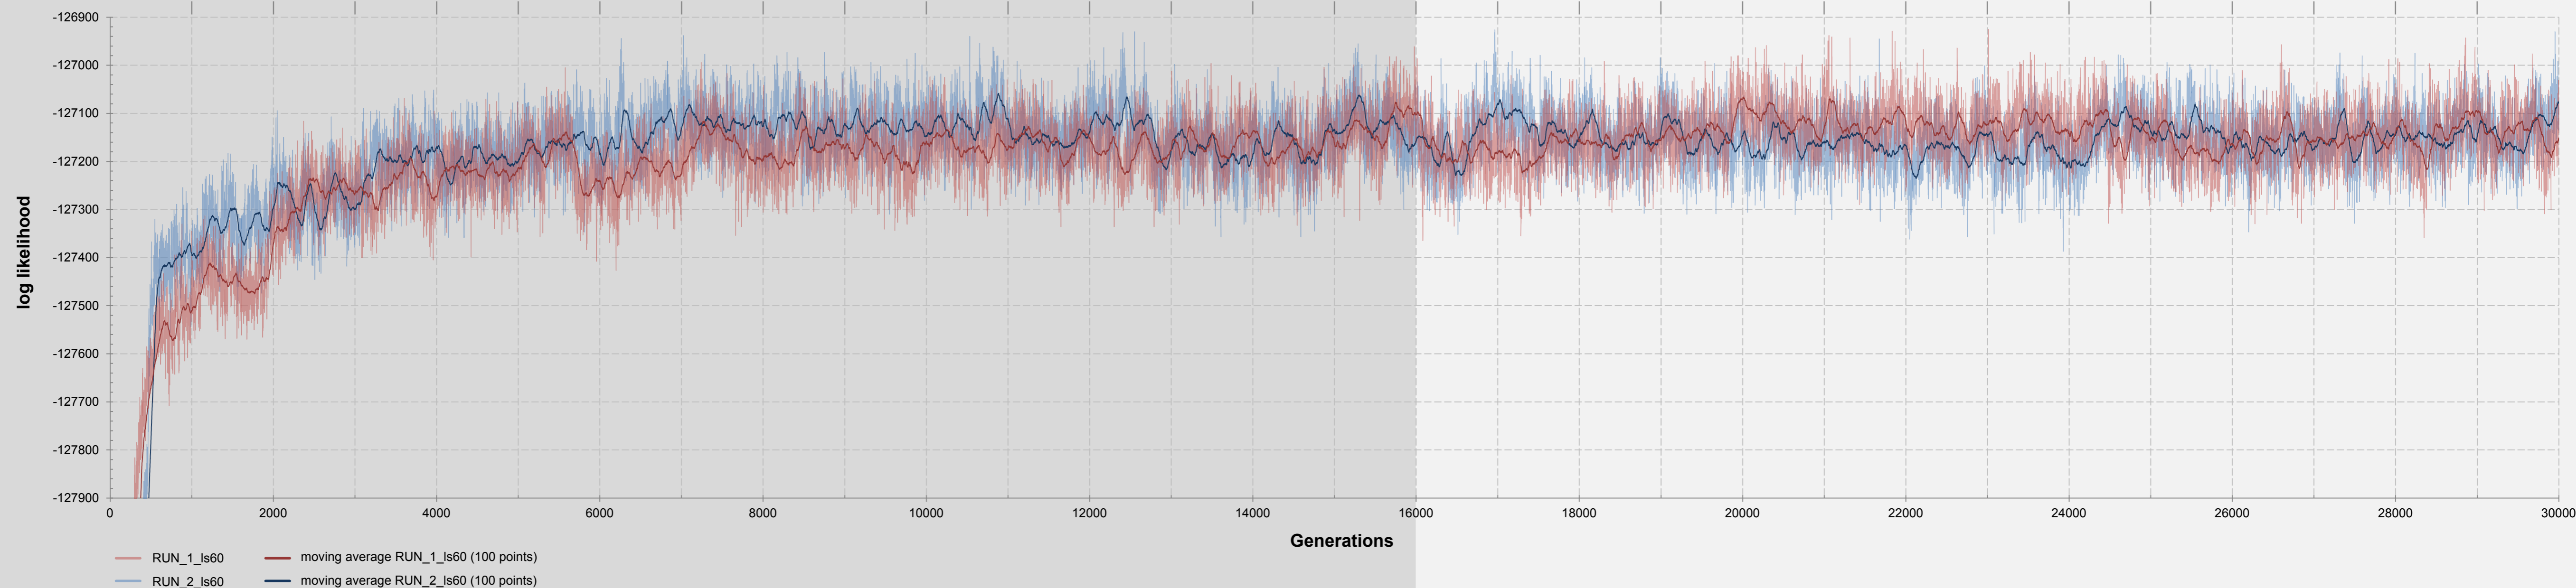 -126900
-127000
-127100
-127200
-127300
-127400
-127500
-127600
-127700
-127800
-127900
log likelihood
0 2000 4000 6000 8000 10000 12000 14000 16000 18000 20000 22000 24000 26000 28000 30000
Generations
RUN_1_ls60 moving average RUN_1_ls60 (100 points)
RUN_2_ls60 moving average RUN_2_ls60 (100 points)